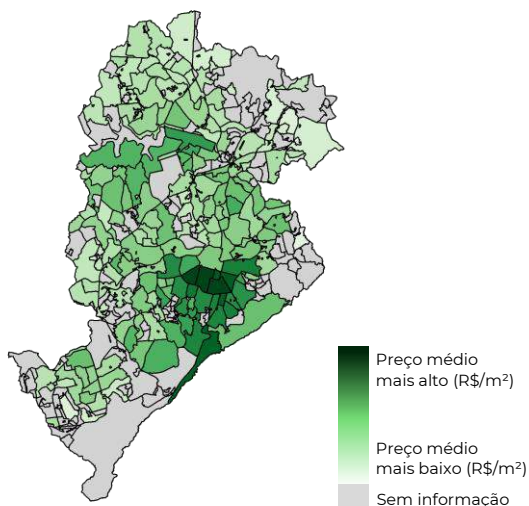 Preço médio
mais alto (R$/m²)
Preço médio
mais baixo (R$/m²)
Sem informação